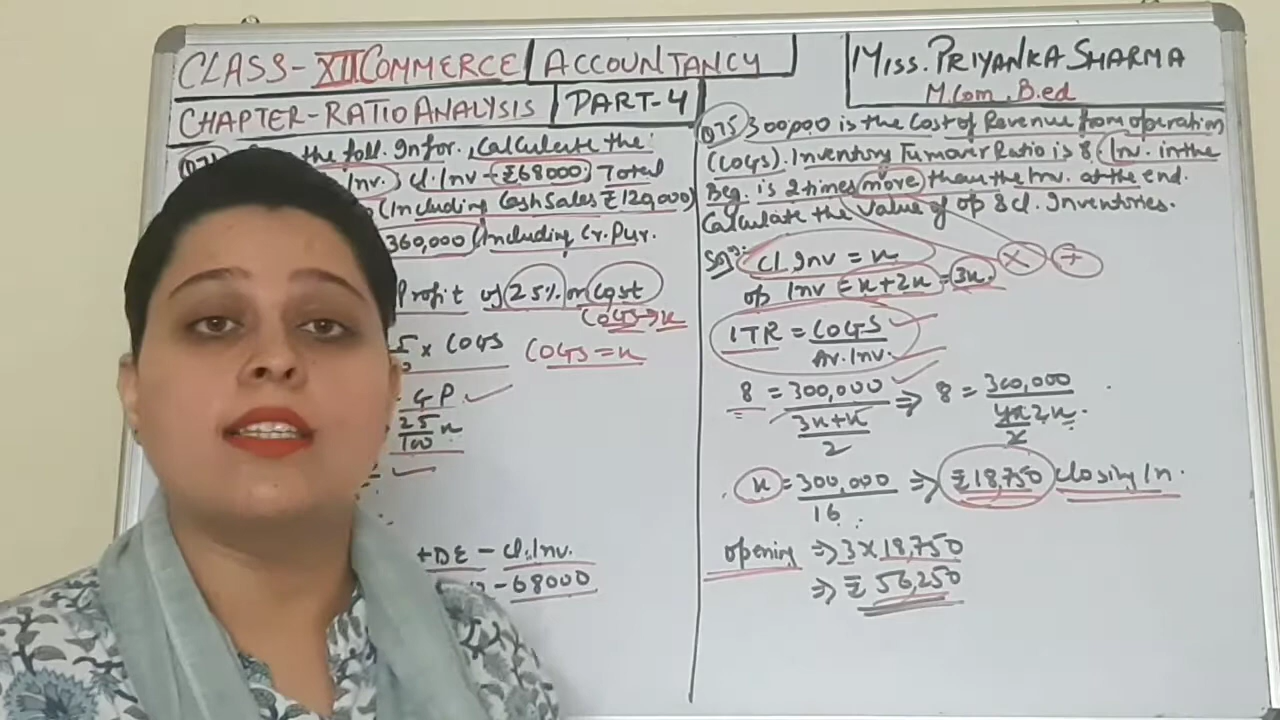 CLASS-XII COMMERCE ACCOUNTANCY
CHAPTER-RATIO ANALYSIS PART-4
MISS. PRIYANKA SHARMA
M.Com. B.ed
the foll. Infor., Calculate the
Inv. Cl. Inv - ₹68000. Total
(Including Cash Sales ₹120,000)
360,000 Including Cr. Pur.
Profit of 25% on Cost
COGS → x
x COGS COGS = x
G P
25
100 x
+DE - Cl. Inv.
- 68000
Q75 300,000 is the Cost of Revenue from operation
(COGS). Inventory Turnover Ratio is 8. Inv. in the
Beg. is 2 times more than the Inv. at the end.
Calculate the value of op & cl. Inventories.
Cl. Inv = x
op Inv = x + 2x = 3x. × +
ITR = COGS
Av. Inv.
8 = 300,000 ⇒ 8 = 300,000
3x + x 4x 2x.
2 2
x = 300,000 ⇒ ₹18,750 Closing In.
16
opening ⇒ 3 × 18,750
⇒ ₹ 56,250